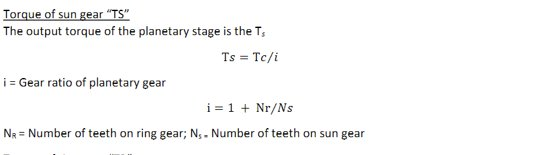 Torque of sun gear “TS”
The output torque of the planetary stage is the Ts
Ts = Tc/i
i = Gear ratio of planetary gear
i = 1 + Nr/Ns
NR = Number of teeth on ring gear; Ns = Number of teeth on sun gear